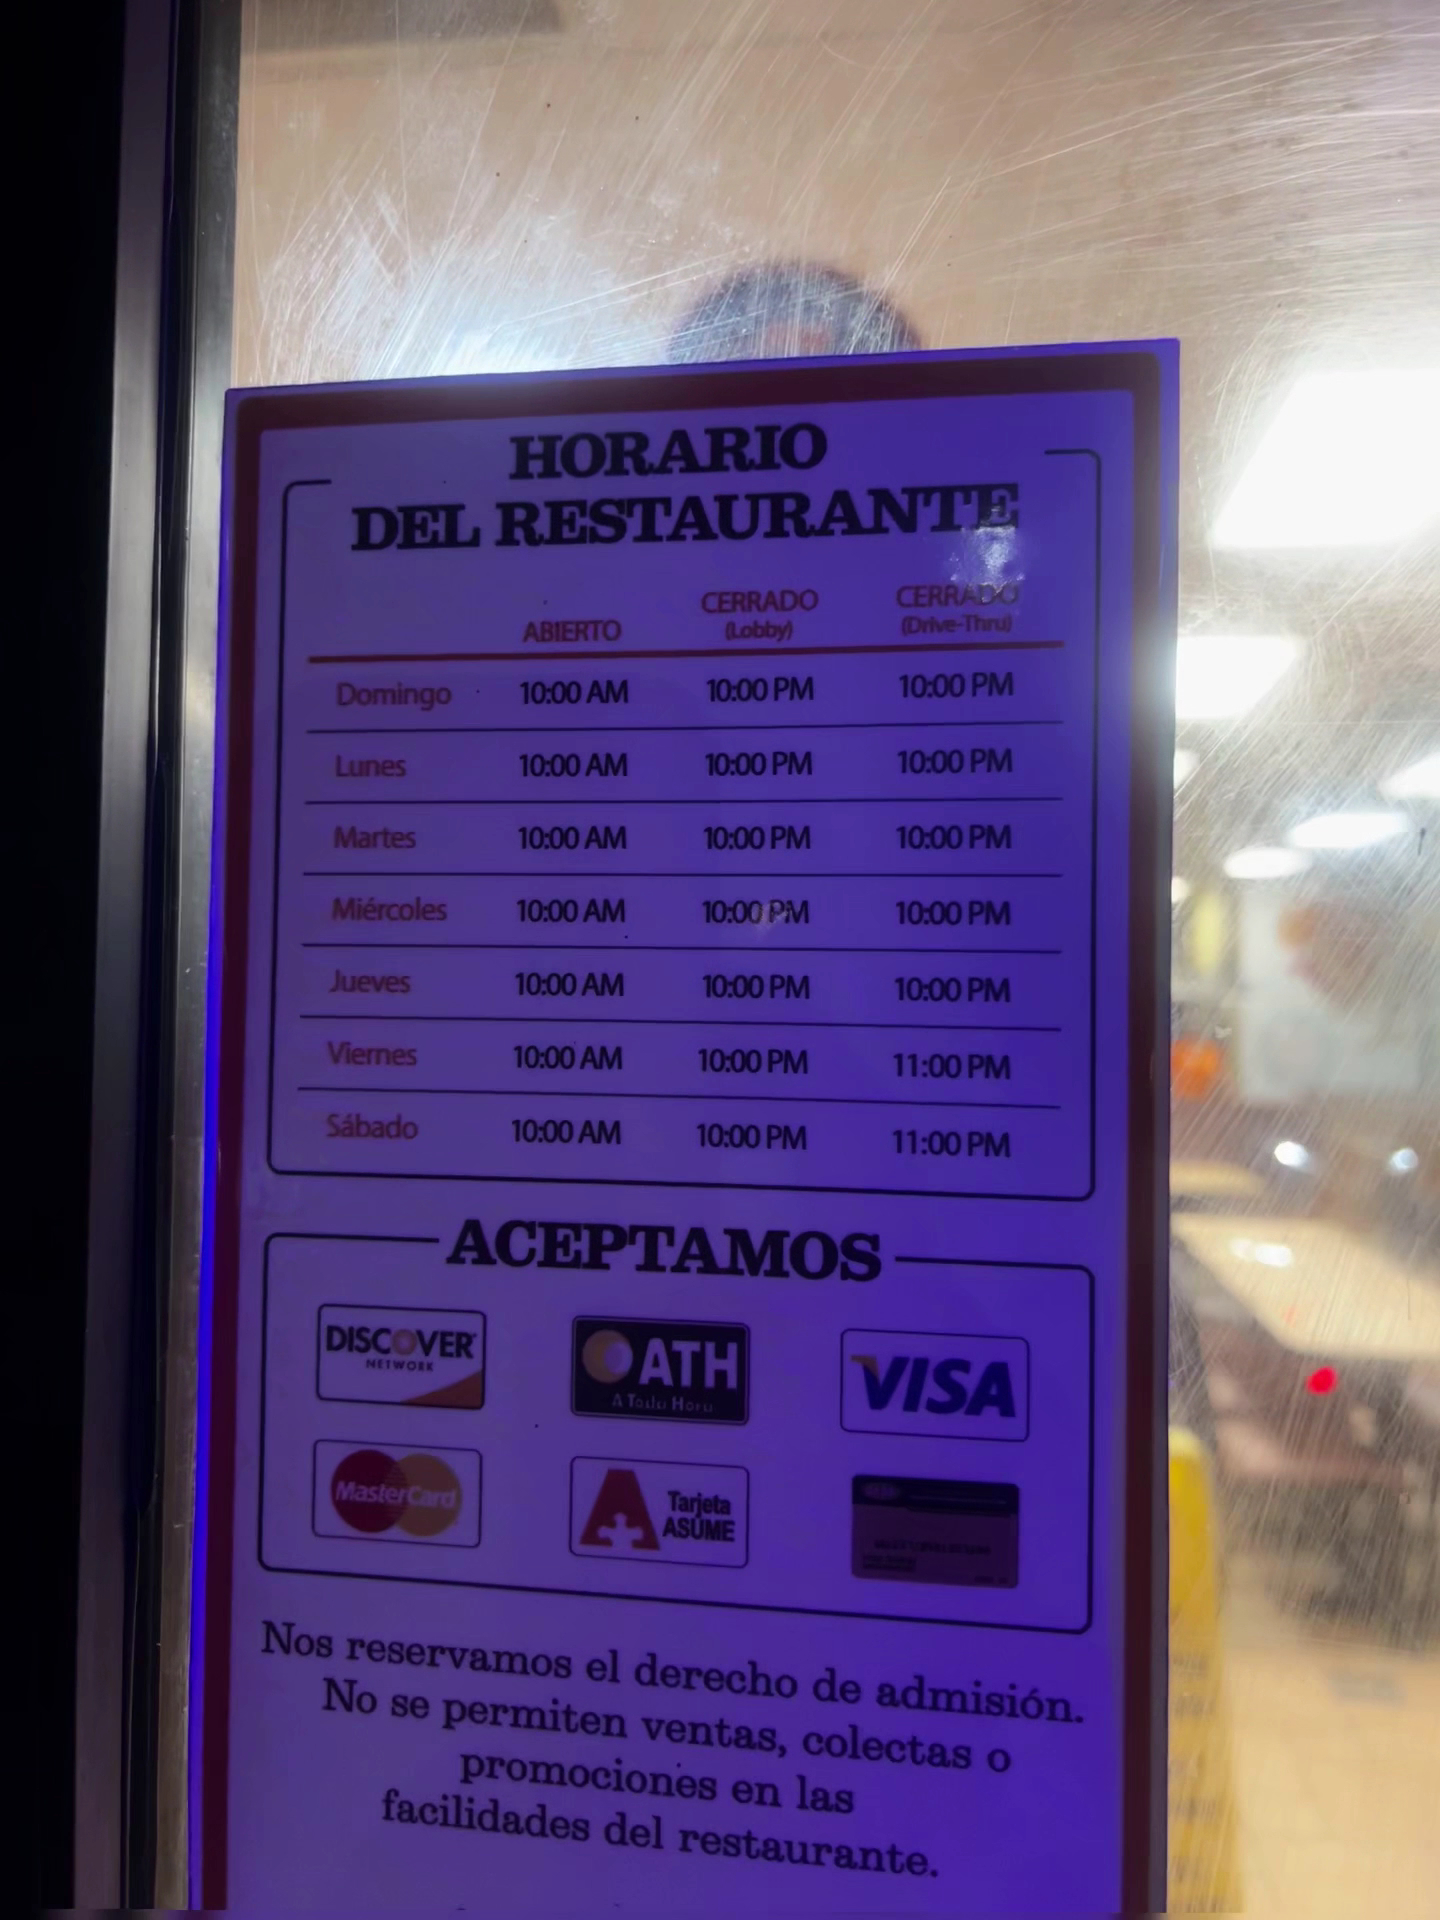 HORARIO
DEL RESTAURANTE
ABIERTO CERRADO (Lobby) CERRADO (Drive-Thru)
Domingo 10:00 AM 10:00 PM 10:00 PM
Lunes 10:00 AM 10:00 PM 10:00 PM
Martes 10:00 AM 10:00 PM 10:00 PM
Miércoles 10:00 AM 10:00 PM 10:00 PM
Jueves 10:00 AM 10:00 PM 10:00 PM
Viernes 10:00 AM 10:00 PM 11:00 PM
Sábado 10:00 AM 10:00 PM 11:00 PM
ACEPTAMOS
DISCOVER NETWORK
ATH
A Toda Hora
VISA
MasterCard
Tarjeta
ASUME
Nos reservamos el derecho de admisión.
No se permiten ventas, colectas o
promociones en las
facilidades del restaurante.